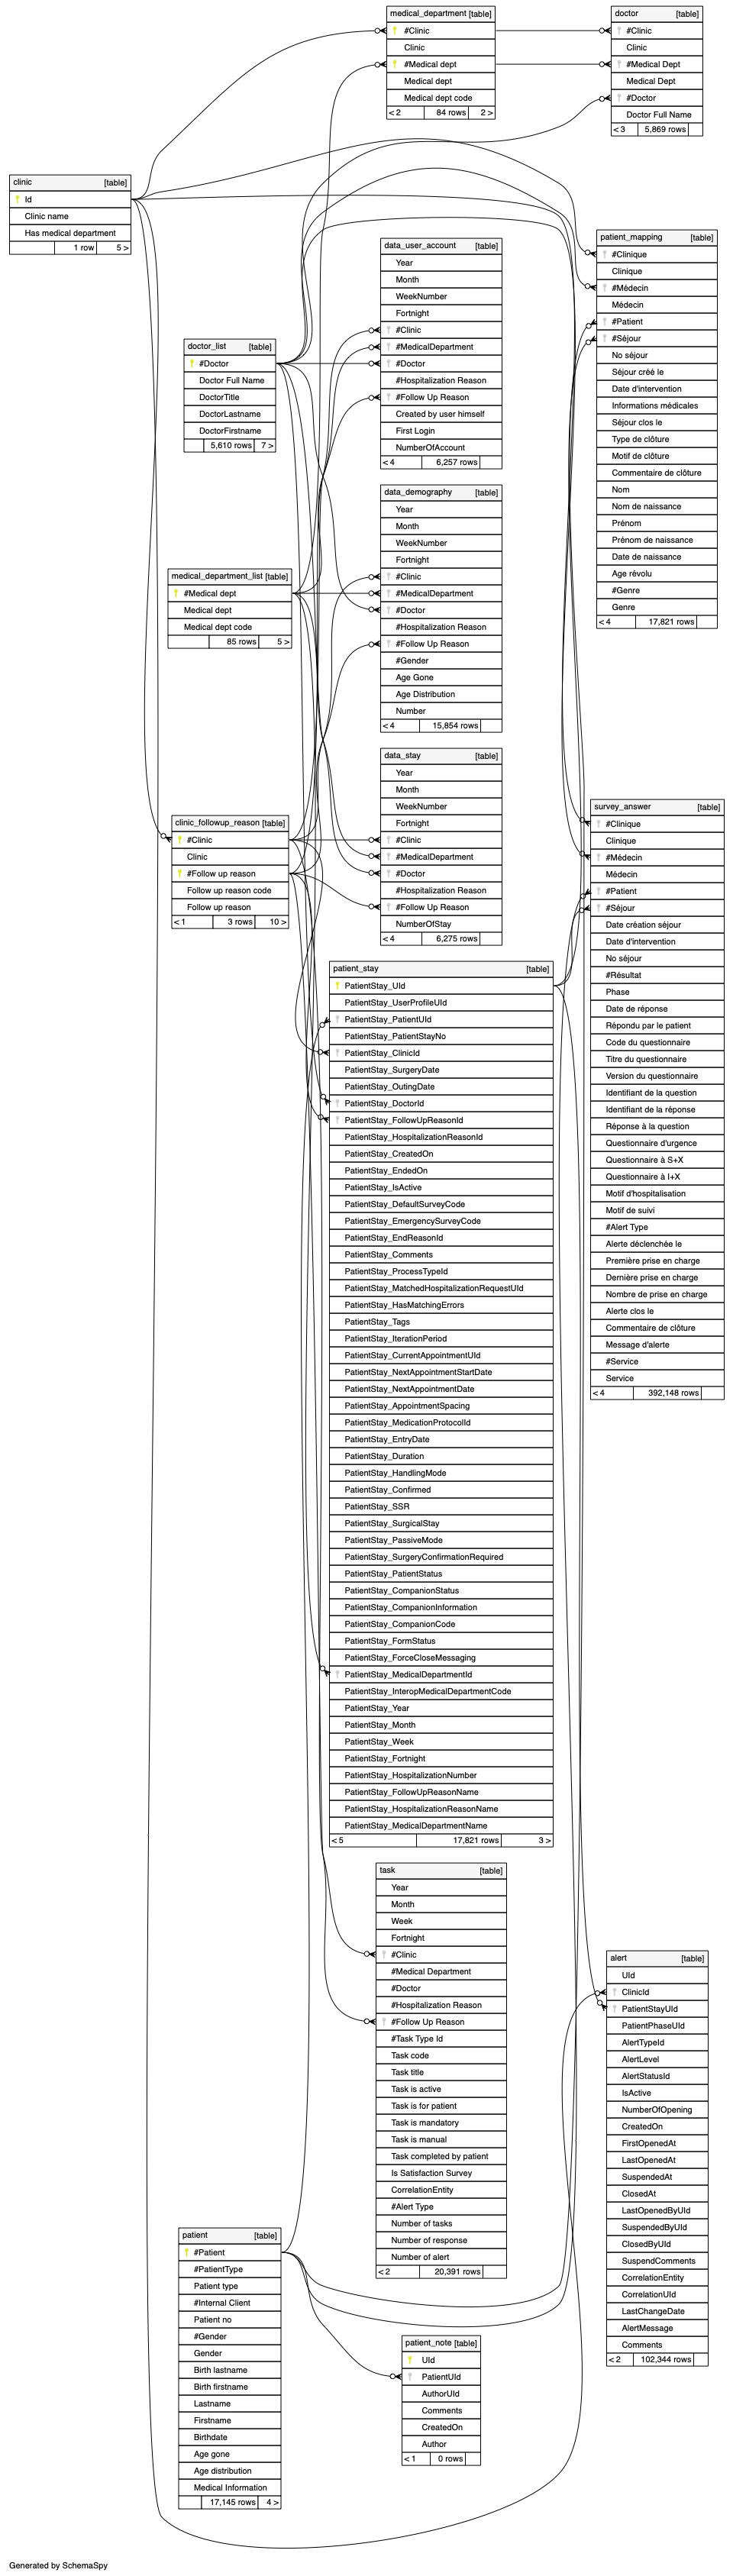 medical_department [table]
#Clinic
Clinic
#Medical dept
Medical dept
Medical dept code
< 2 84 rows 2 >
doctor [table]
#Clinic
Clinic
#Medical Dept
Medical Dept
#Doctor
Doctor Full Name
< 3 5,869 rows
clinic [table]
Id
Clinic name
Has medical department
1 row 5 >
patient_mapping [table]
#Clinique
Clinique
#Médecin
Médecin
#Patient
#Séjour
No séjour
Séjour créé le
Date d'intervention
Informations médicales
Séjour clos le
Type de clôture
Motif de clôture
Commentaire de clôture
Nom
Nom de naissance
Prénom
Prénom de naissance
Date de naissance
Age révolu
#Genre
Genre
< 4 17,821 rows
data_user_account [table]
Year
Month
WeekNumber
Fortnight
#Clinic
#MedicalDepartment
#Doctor
#Hospitalization Reason
#Follow Up Reason
Created by user himself
First Login
NumberOfAccount
< 4 6,257 rows
doctor_list [table]
#Doctor
Doctor Full Name
DoctorTitle
DoctorLastname
DoctorFirstname
5,610 rows 7 >
data_demography [table]
Year
Month
WeekNumber
Fortnight
#Clinic
#MedicalDepartment
#Doctor
#Hospitalization Reason
#Follow Up Reason
#Gender
Age Gone
Age Distribution
Number
< 4 15,854 rows
medical_department_list [table]
#Medical dept
Medical dept
Medical dept code
85 rows 5 >
data_stay [table]
Year
Month
WeekNumber
Fortnight
#Clinic
#MedicalDepartment
#Doctor
#Hospitalization Reason
#Follow Up Reason
NumberOfStay
< 4 6,275 rows
clinic_followup_reason [table]
#Clinic
Clinic
#Follow up reason
Follow up reason code
Follow up reason
< 1 3 rows 10 >
survey_answer [table]
#Clinique
Clinique
#Médecin
Médecin
#Patient
#Séjour
Date création séjour
Date d'intervention
No séjour
#Résultat
Phase
Date de réponse
Répondu par le patient
Code du questionnaire
Titre du questionnaire
Version du questionnaire
Identifiant de la question
Identifiant de la réponse
Réponse à la question
Questionnaire d'urgence
Questionnaire à S+X
Questionnaire à I+X
Motif d'hospitalisation
Motif de suivi
#Alert Type
Alerte déclenchée le
Première prise en charge
Dernière prise en charge
Nombre de prise en charge
Alerte clos le
Commentaire de clôture
Message d'alerte
#Service
Service
< 4 392,148 rows
patient_stay [table]
PatientStay_UId
PatientStay_UserProfileUId
PatientStay_PatientUId
PatientStay_PatientStayNo
PatientStay_ClinicId
PatientStay_SurgeryDate
PatientStay_OutingDate
PatientStay_DoctorId
PatientStay_FollowUpReasonId
PatientStay_HospitalizationReasonId
PatientStay_CreatedOn
PatientStay_EndedOn
PatientStay_IsActive
PatientStay_DefaultSurveyCode
PatientStay_EmergencySurveyCode
PatientStay_EndReasonId
PatientStay_Comments
PatientStay_ProcessTypeId
PatientStay_MatchedHospitalizationRequestUId
PatientStay_HasMatchingErrors
PatientStay_Tags
PatientStay_IterationPeriod
PatientStay_CurrentAppointmentUId
PatientStay_NextAppointmentStartDate
PatientStay_NextAppointmentDate
PatientStay_AppointmentSpacing
PatientStay_MedicationProtocolId
PatientStay_EntryDate
PatientStay_Duration
PatientStay_HandlingMode
PatientStay_Confirmed
PatientStay_SSR
PatientStay_SurgicalStay
PatientStay_PassiveMode
PatientStay_SurgeryConfirmationRequired
PatientStay_PatientStatus
PatientStay_CompanionStatus
PatientStay_CompanionInformation
PatientStay_CompanionCode
PatientStay_FormStatus
PatientStay_ForceCloseMessaging
PatientStay_MedicalDepartmentId
PatientStay_InteropMedicalDepartmentCode
PatientStay_Year
PatientStay_Month
PatientStay_Week
PatientStay_Fortnight
PatientStay_HospitalizationNumber
PatientStay_FollowUpReasonName
PatientStay_HospitalizationReasonName
PatientStay_MedicalDepartmentName
< 5 17,821 rows 3 >
task [table]
Year
Month
Week
Fortnight
#Clinic
#Medical Department
#Doctor
#Hospitalization Reason
#Follow Up Reason
#Task Type Id
Task code
Task title
Task is active
Task is for patient
Task is mandatory
Task is manual
Task completed by patient
Is Satisfaction Survey
CorrelationEntity
#Alert Type
Number of tasks
Number of response
Number of alert
< 2 20,391 rows
alert [table]
UId
ClinicId
PatientStayUId
PatientPhaseUId
AlertTypeId
AlertLevel
AlertStatusId
IsActive
NumberOfOpening
CreatedOn
FirstOpenedAt
LastOpenedAt
SuspendedAt
ClosedAt
LastOpenedByUId
SuspendedByUId
ClosedByUId
SuspendComments
CorrelationEntity
CorrelationUId
LastChangeDate
AlertMessage
Comments
< 2 102,344 rows
patient [table]
#Patient
#PatientType
Patient type
#Internal Client
Patient no
#Gender
Gender
Birth lastname
Birth firstname
Lastname
Firstname
Birthdate
Age gone
Age distribution
Medical Information
17,145 rows 4 >
patient_note [table]
UId
PatientUId
AuthorUId
Comments
CreatedOn
Author
< 1 0 rows
Generated by SchemaSpy